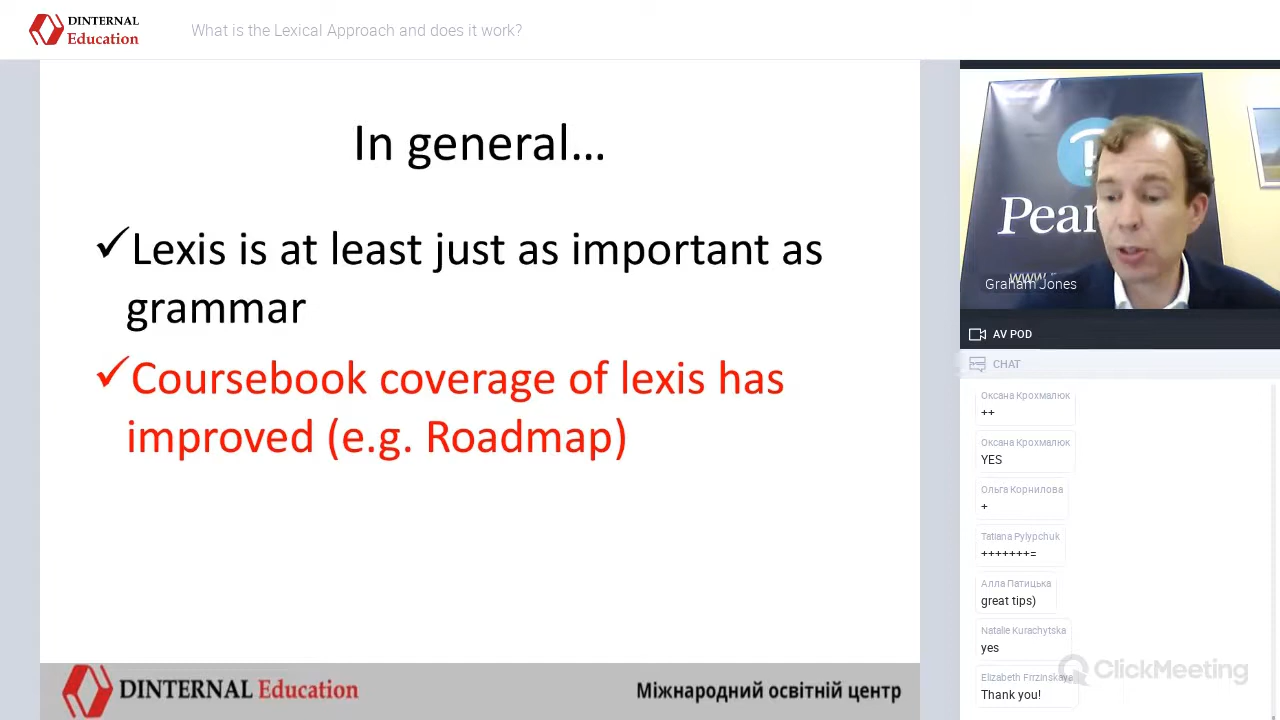 DINTERNAL
Education
What is the Lexical Approach and does it work?
In general…
✓Lexis is at least just as important as
grammar
✓Coursebook coverage of lexis has
improved (e.g. Roadmap)
DINTERNAL Education
Міжнародний освітній центр
Pear
www.
Graham Jones
AV POD
CHAT
Оксана Крохмалюк
++
Оксана Крохмалюк
YES
Ольга Корнилова
+
Tatiana Pylypchuk
+++++++=
Алла Патицька
great tips)
Natalie Kurachytska
yes
Elizabeth Frrzinskaye
Thank you!
ClickMeeting